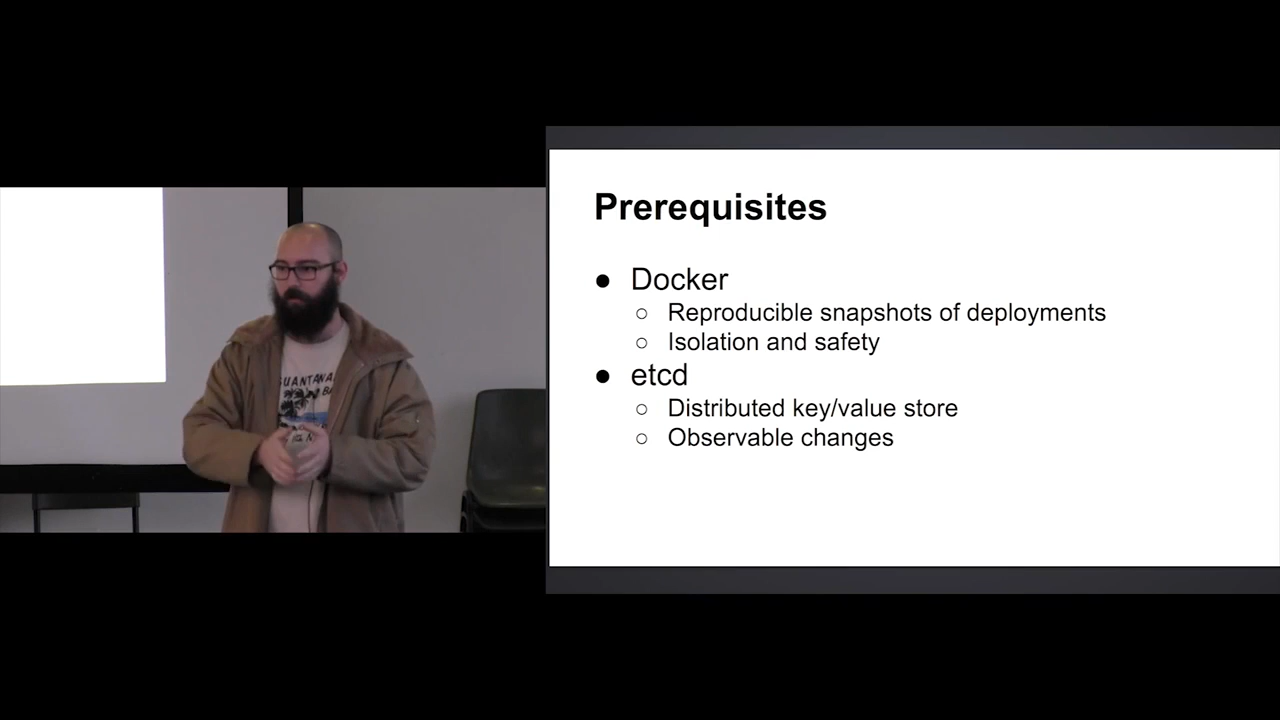 Prerequisites
● Docker
○ Reproducible snapshots of deployments
○ Isolation and safety
● etcd
○ Distributed key/value store
○ Observable changes